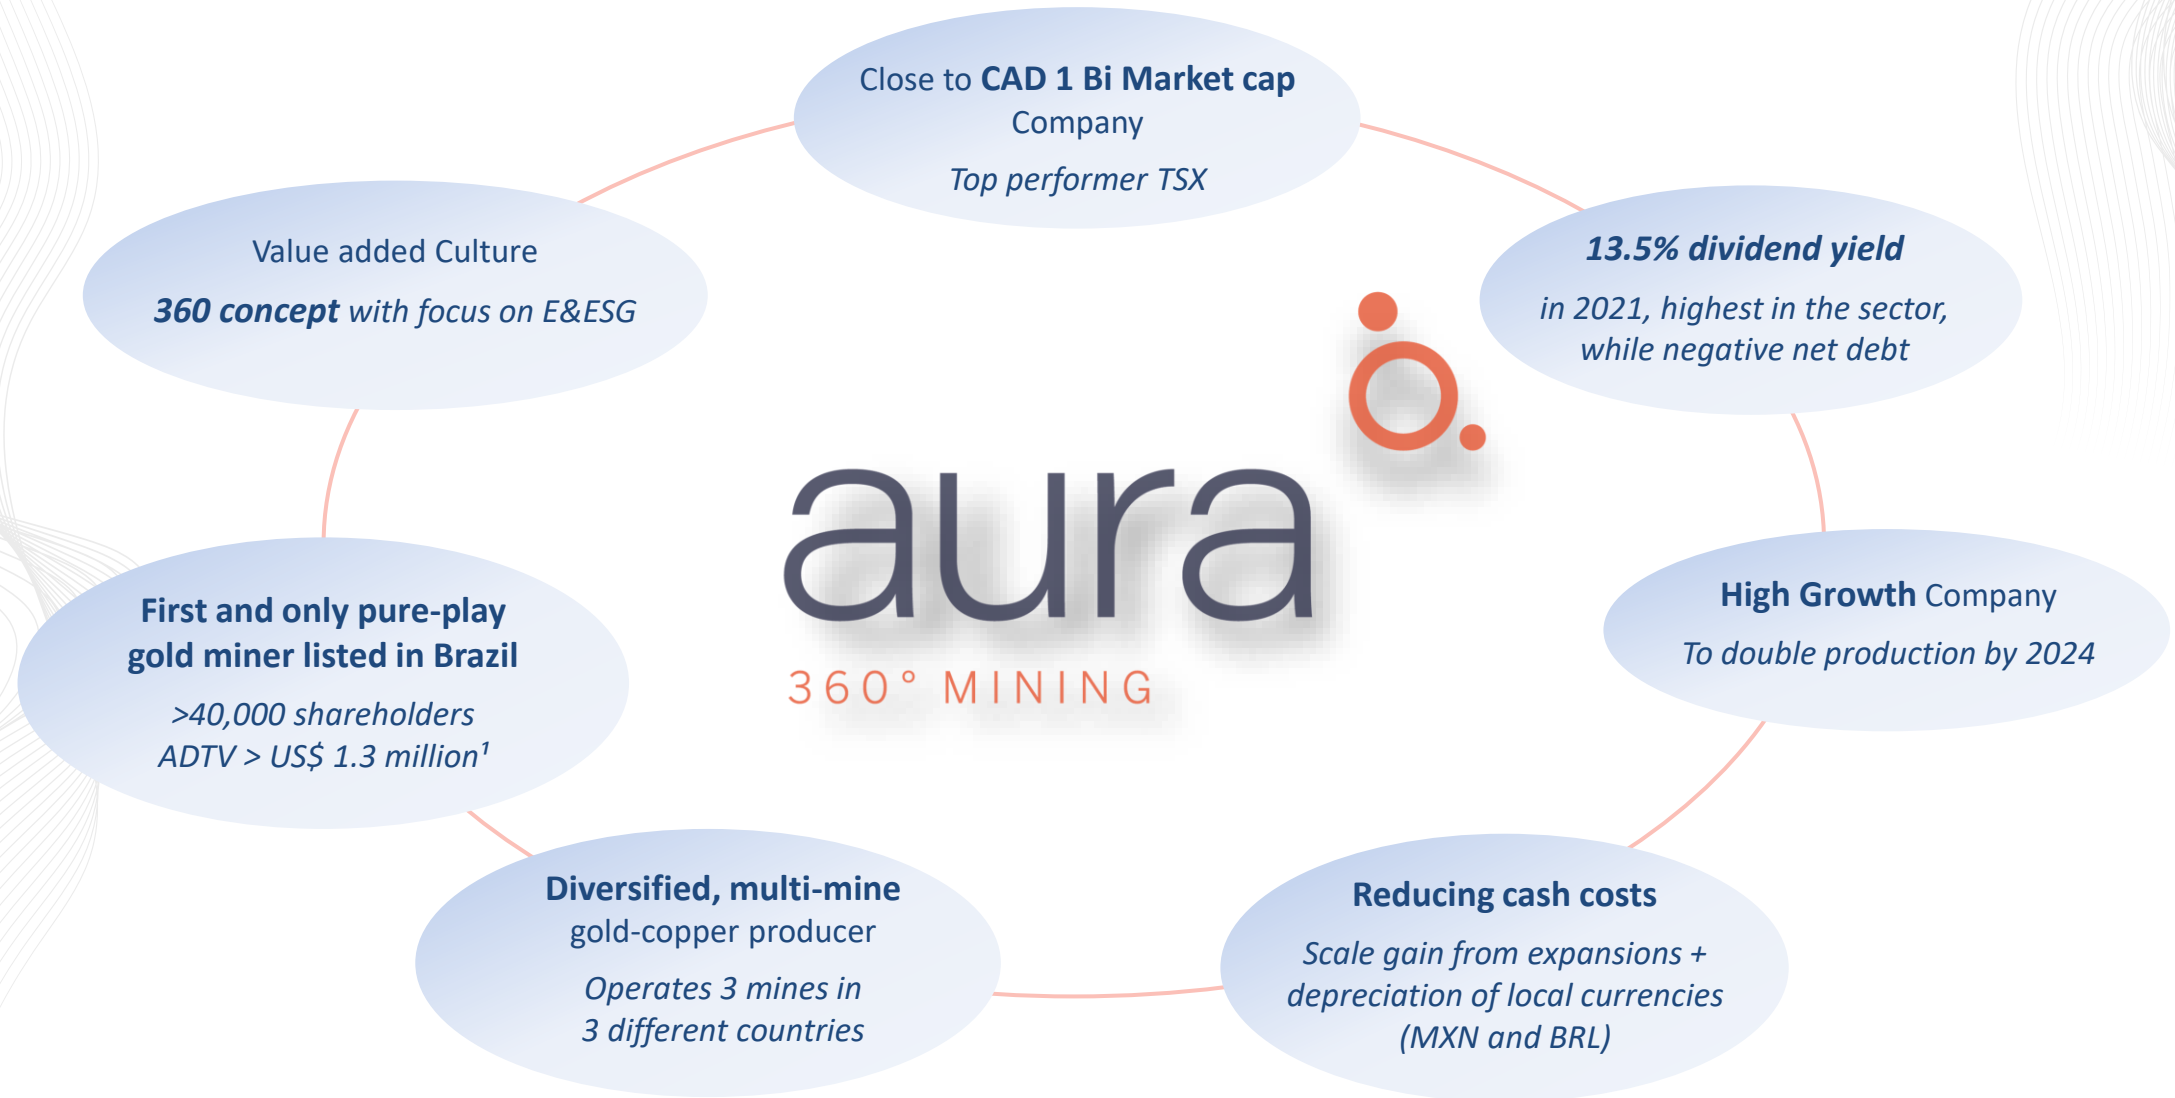 Close to CAD 1 Bi Market cap
Company
Top performer TSX
Value added Culture
360 concept with focus on E&ESG
13.5% dividend yield
in 2021, highest in the sector,
while negative net debt
aura
360° MINING
First and only pure-play
gold miner listed in Brazil
>40,000 shareholders
ADTV > US$ 1.3 million¹
High Growth Company
To double production by 2024
Diversified, multi-mine
gold-copper producer
Operates 3 mines in
3 different countries
Reducing cash costs
Scale gain from expansions +
depreciation of local currencies
(MXN and BRL)